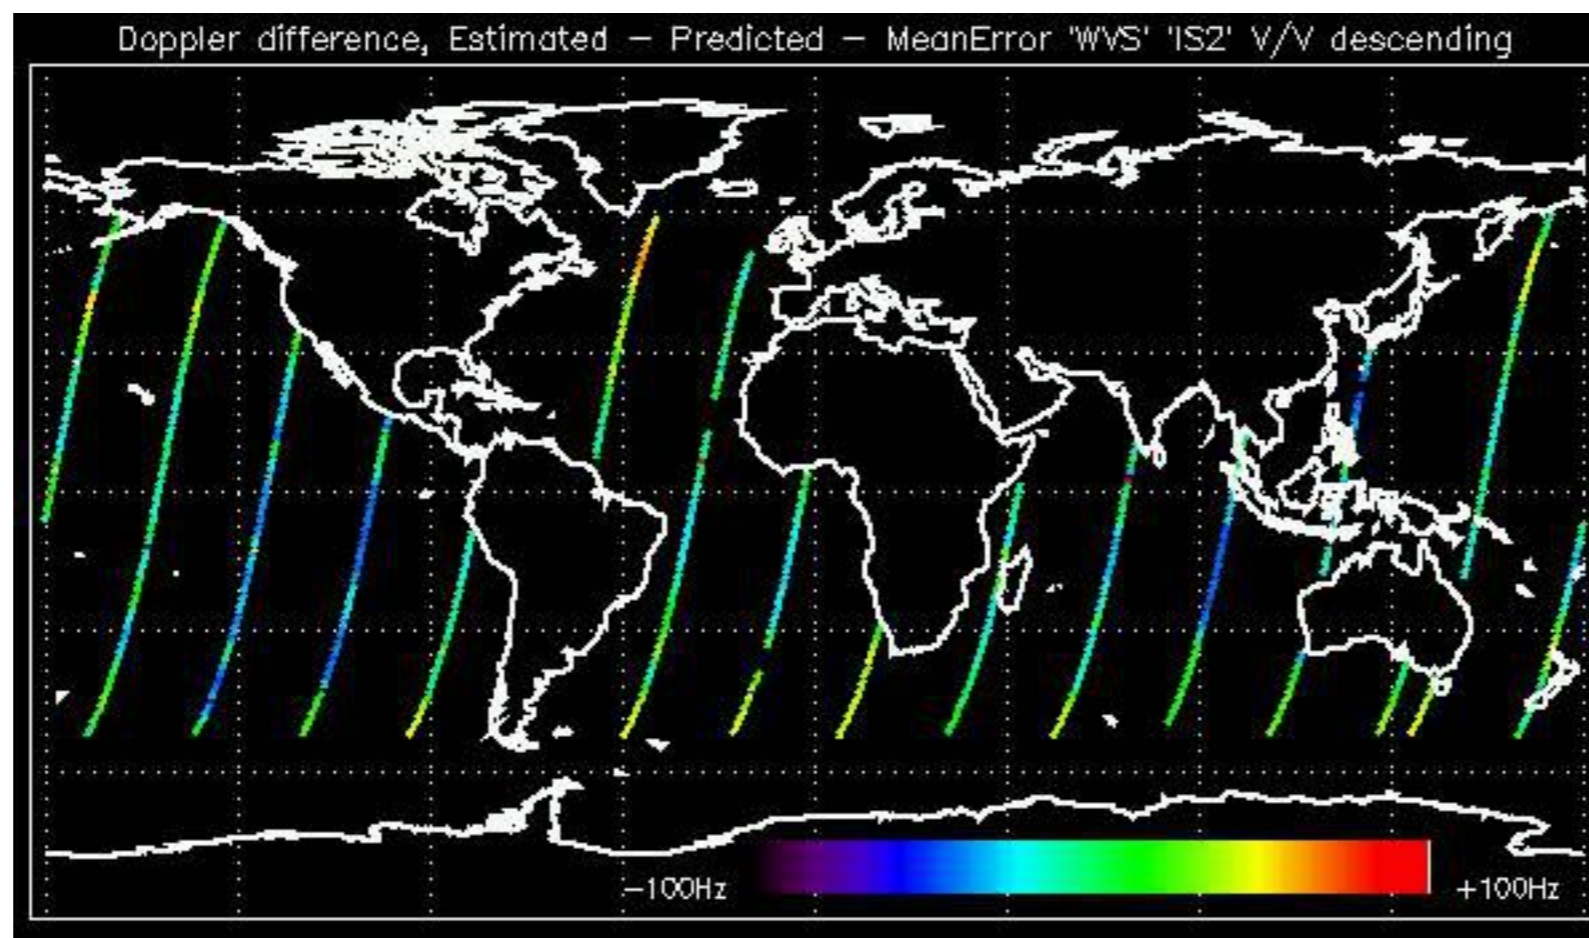 Doppler difference, Estimated - Predicted - MeanError 'WVS' 'IS2' V/V descending
-100Hz
+100Hz